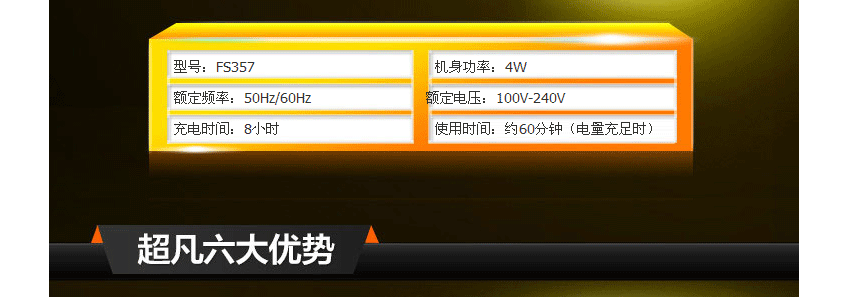 型号：FS357
机身功率：4W
额定频率：50Hz/60Hz
额定电压：100V-240V
充电时间：8小时
使用时间：约60分钟（电量充足时）
超凡六大优势